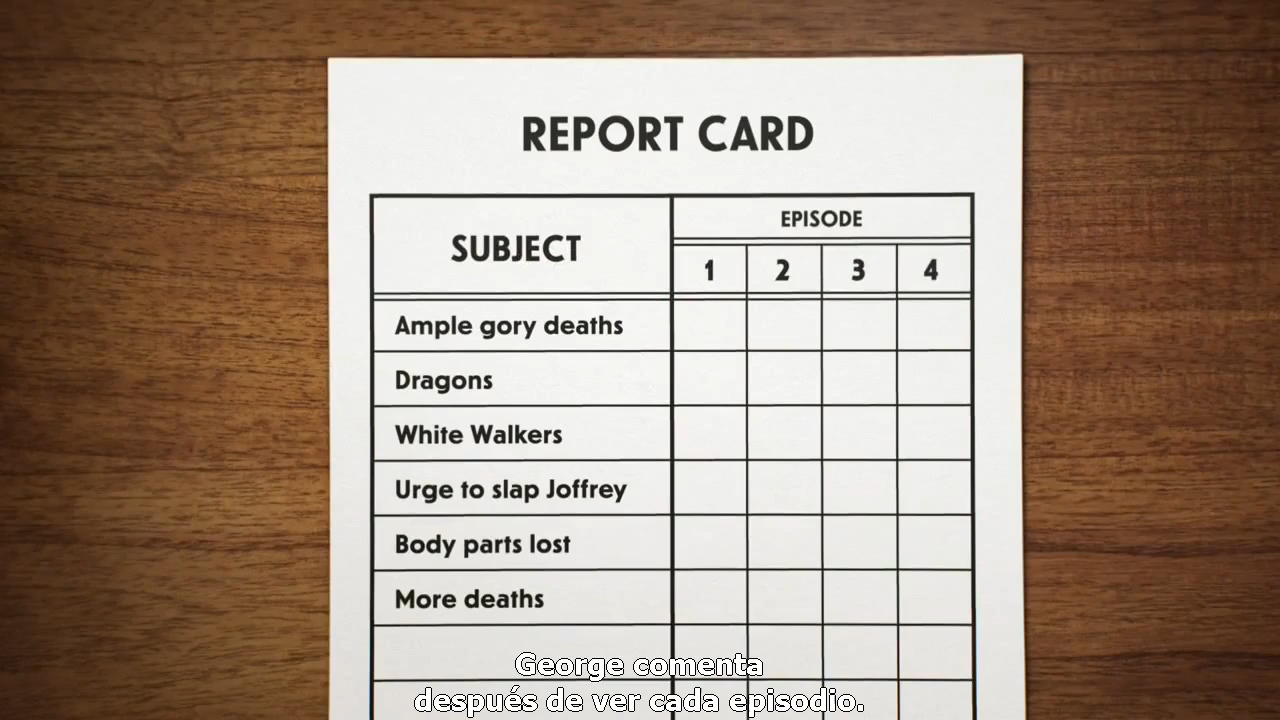 REPORT CARD
SUBJECT
EPISODE
1 2 3 4
Ample gory deaths
Dragons
White Walkers
Urge to slap Joffrey
Body parts lost
More deaths
George comenta
después de ver cada episodio.